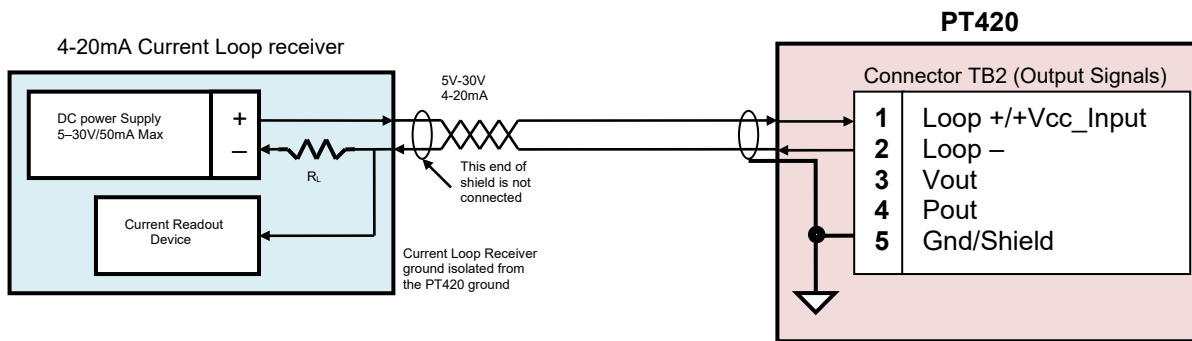 PT420
4-20mA Current Loop receiver
DC power Supply
5–30V/50mA Max
+
–
RL
Current Readout
Device
5V-30V
4-20mA
This end of
shield is not
connected
Current Loop Receiver
ground isolated from
the PT420 ground
Connector TB2 (Output Signals)
1 Loop +/+Vcc_Input
2 Loop –
3 Vout
4 Pout
5 Gnd/Shield